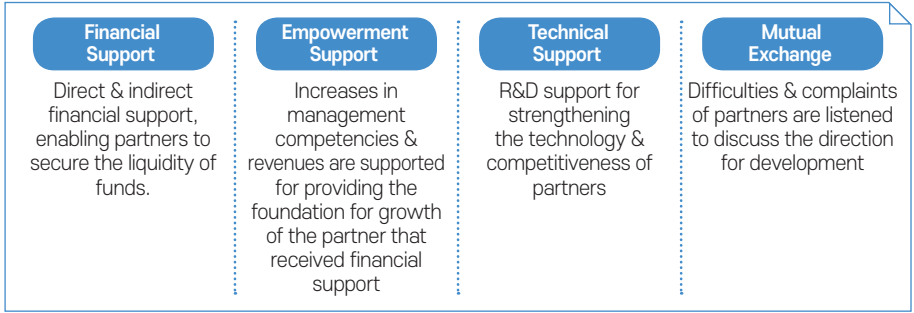 Financial
Support
Direct & indirect
financial support,
enabling partners to
secure the liquidity of
funds.
Empowerment
Support
Increases in
management
competencies &
revenues are supported
for providing the
foundation for growth
of the partner that
received financial
support
Technical
Support
R&D support for
strengthening
the technology &
competitiveness of
partners
Mutual
Exchange
Difficulties & complaints
of partners are listened
to discuss the direction
for development